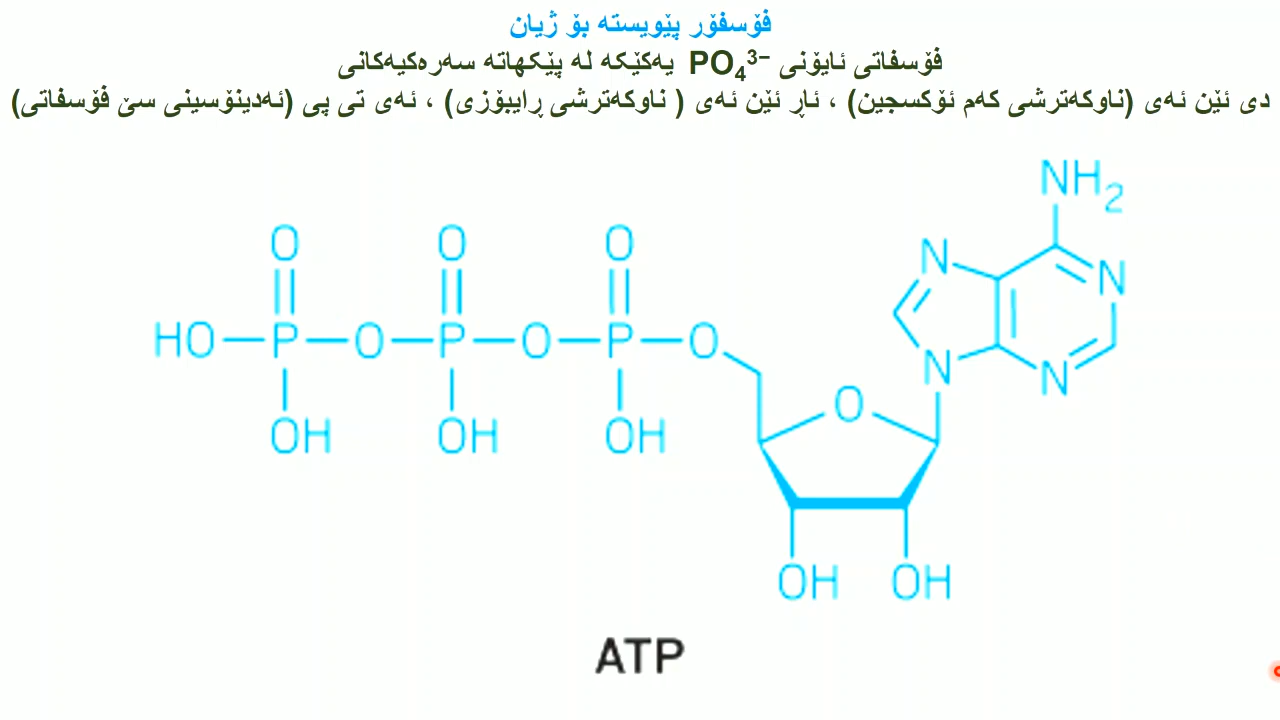 فۆسفۆر پێویستە بۆ ژیان
فۆسفاتی ئایۆنی PO₄³⁻ یەکێکە لە پێکهاتە سەرەکیەکانی
دی ئێن ئەی (ناوکەترشی کەم ئۆکسجین) ، ئاڕ ئێن ئەی ( ناوکەترشی ڕایبۆزی) ، ئەی تی پی (ئەدینۆسینی سێ فۆسفاتی)
NH₂
O O O N N
HO P O P O P O N N
OH OH OH O
OH OH
ATP